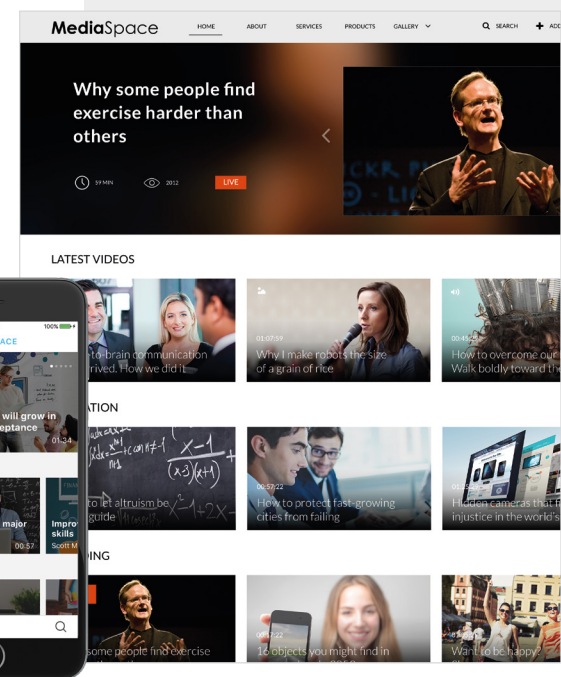 MediaSpace HOME ABOUT SERVICES PRODUCTS GALLERY SEARCH ADD
Why some people find
exercise harder than
others
59 MIN 2012 LIVE
LATEST VIDEOS
-to-brain communication
rived. How we did it
01:07:59
Why I make robots the size
of a grain of rice
How to overcome our
Walk boldly toward the
ATION
to let altruism be
guide
00:57:22
How to protect fast-growing
cities from failing
Hidden cameras that
injustice in the world's
ING
some people find exercise
16 objects you might find in
Want to be happy?
100%
ACE
will grow in
eptance
01:34
major
00:57
Impro
skills
Scott M